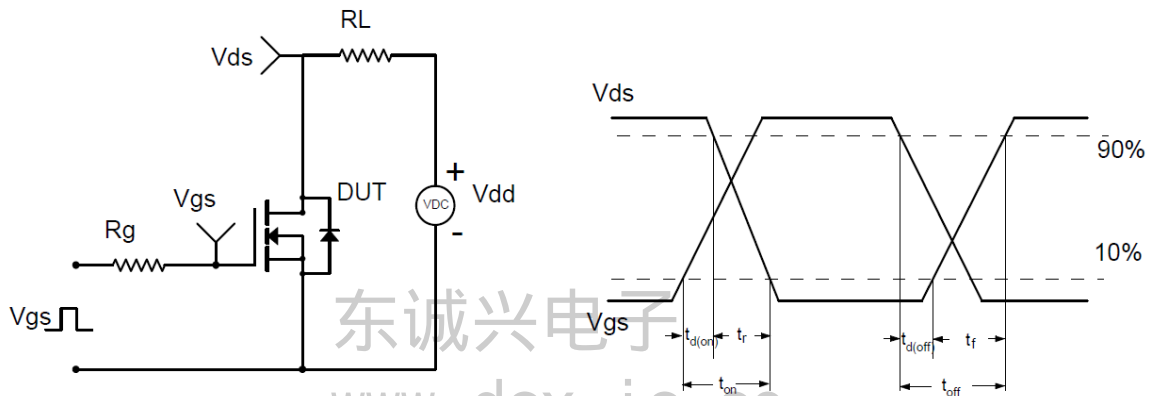 RL
Vds
Vgs
DUT
VDC
+
-
Vdd
Rg
Vgs
Vds
90%
10%
Vgs
td(on)
tr
td(off)
tf
ton
toff
东诚兴电子